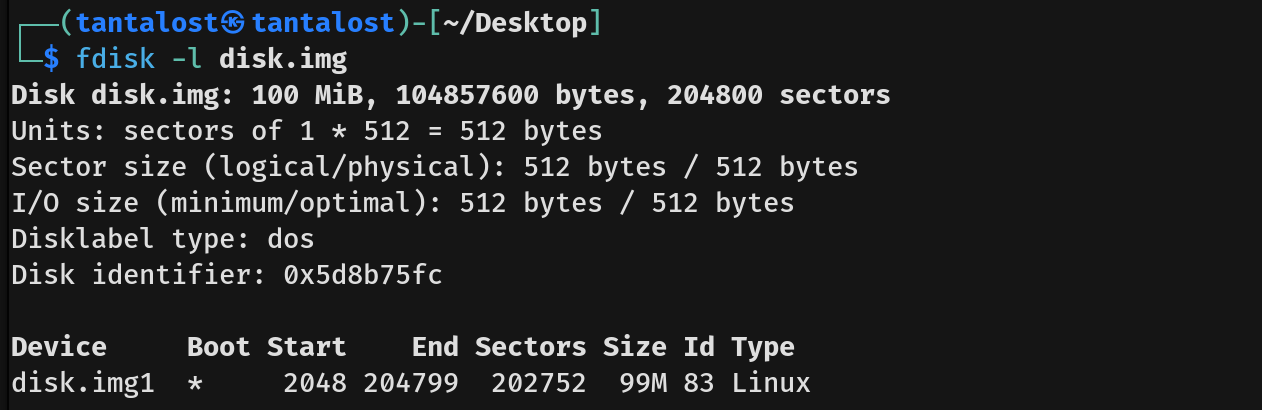 ┌──(tantalost㉿tantalost)-[~/Desktop]
└─$ fdisk -l disk.img
Disk disk.img: 100 MiB, 104857600 bytes, 204800 sectors
Units: sectors of 1 * 512 = 512 bytes
Sector size (logical/physical): 512 bytes / 512 bytes
I/O size (minimum/optimal): 512 bytes / 512 bytes
Disklabel type: dos
Disk identifier: 0x5d8b75fc

Device     Boot Start    End Sectors Size Id Type
disk.img1  *     2048 204799  202752  99M 83 Linux